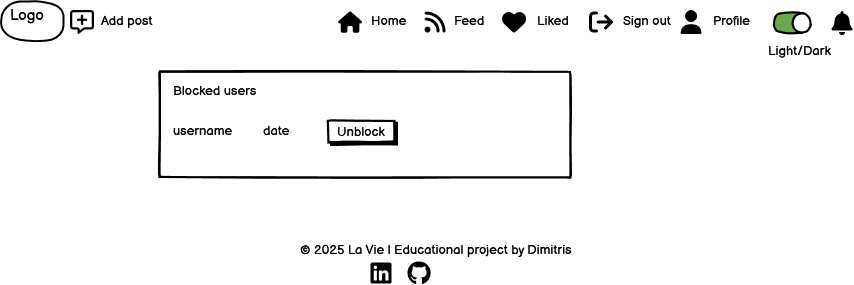 Logo
Add post
Home
Feed
Liked
Sign out
Profile
Light/Dark
Blocked users
username date Unblock
© 2025 La Vie | Educational project by Dimitris
in